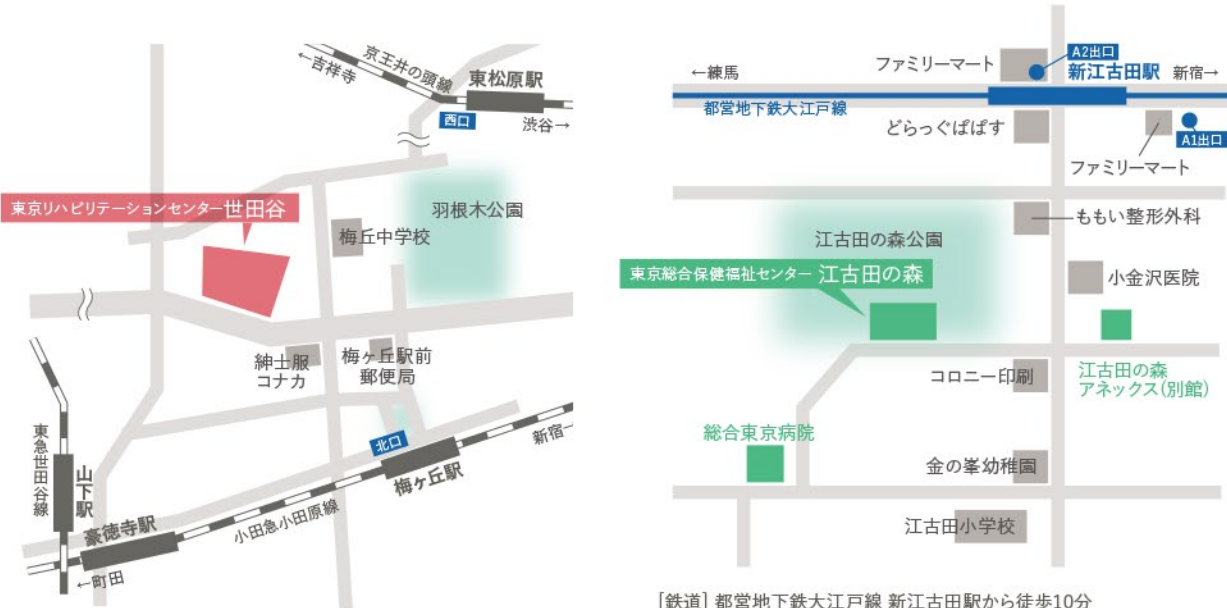 ←吉祥寺
京王井の頭線
東松原駅
西口
渋谷→
東京リハビリテーションセンター 世田谷
梅丘中学校
羽根木公園
紳士服
コナカ
梅ヶ丘駅前
郵便局
東急世田谷線
山下駅
北口
新宿→
梅ヶ丘駅
豪徳寺駅
小田急小田原線
←町田
←練馬
ファミリーマート
A2出口
新江古田駅
新宿→
都営地下鉄大江戸線
どらっぐぱぱす
A1出口
ファミリーマート
ももい整形外科
江古田の森公園
東京総合保健福祉センター 江古田の森
小金沢医院
コロニー印刷
江古田の森
アネックス(別館)
総合東京病院
金の峯幼稚園
江古田小学校
[鉄道] 都営地下鉄大江戸線 新江古田駅から徒歩10分